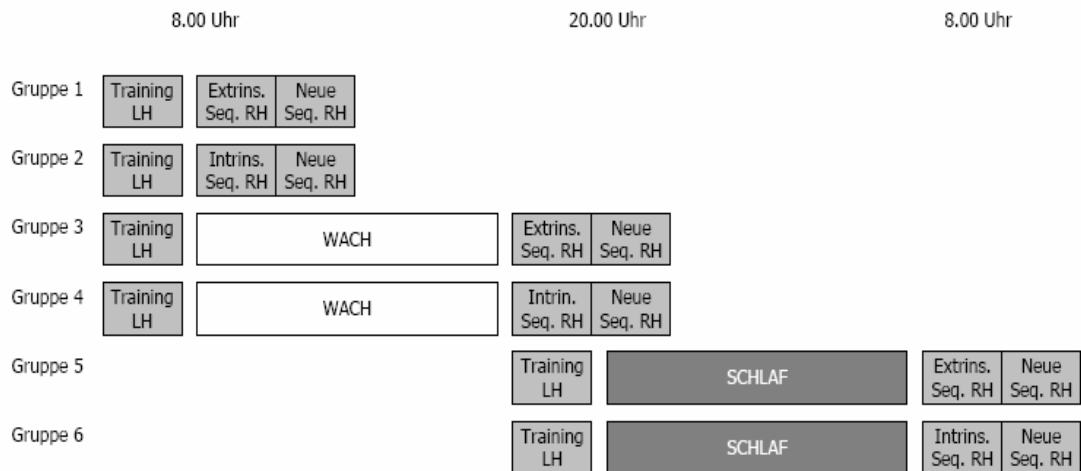 8.00 Uhr 20.00 Uhr 8.00 Uhr
Gruppe 1 Training Extrins. Neue
LH Seq. RH Seq. RH
Gruppe 2 Training Intrins. Neue
LH Seq. RH Seq. RH
Gruppe 3 Training WACH Extrins. Neue
LH Seq. RH Seq. RH
Gruppe 4 Training WACH Intrin. Neue
LH Seq. RH Seq. RH
Gruppe 5 Training SCHLAF Extrins. Neue
LH Seq. RH Seq. RH
Gruppe 6 Training SCHLAF Intrins. Neue
LH Seq. RH Seq. RH